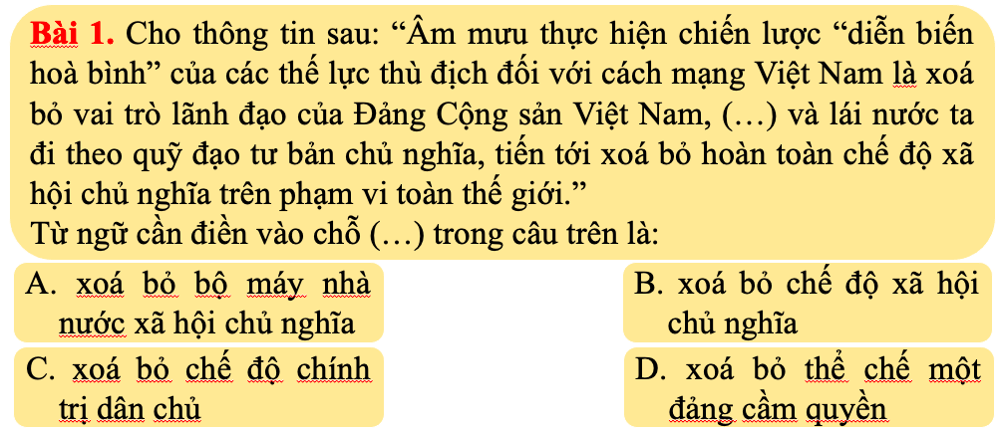 Bài 1. Cho thông tin sau: “Âm mưu thực hiện chiến lược “diễn biến
hoà bình” của các thế lực thù địch đối với cách mạng Việt Nam là xoá
bỏ vai trò lãnh đạo của Đảng Cộng sản Việt Nam, (…) và lái nước ta
đi theo quỹ đạo tư bản chủ nghĩa, tiến tới xoá bỏ hoàn toàn chế độ xã
hội chủ nghĩa trên phạm vi toàn thế giới.”
Từ ngữ cần điền vào chỗ (…) trong câu trên là:
A. xoá bỏ bộ máy nhà
nước xã hội chủ nghĩa
B. xoá bỏ chế độ xã hội
chủ nghĩa
C. xoá bỏ chế độ chính
trị dân chủ
D. xoá bỏ thể chế một
đảng cầm quyền